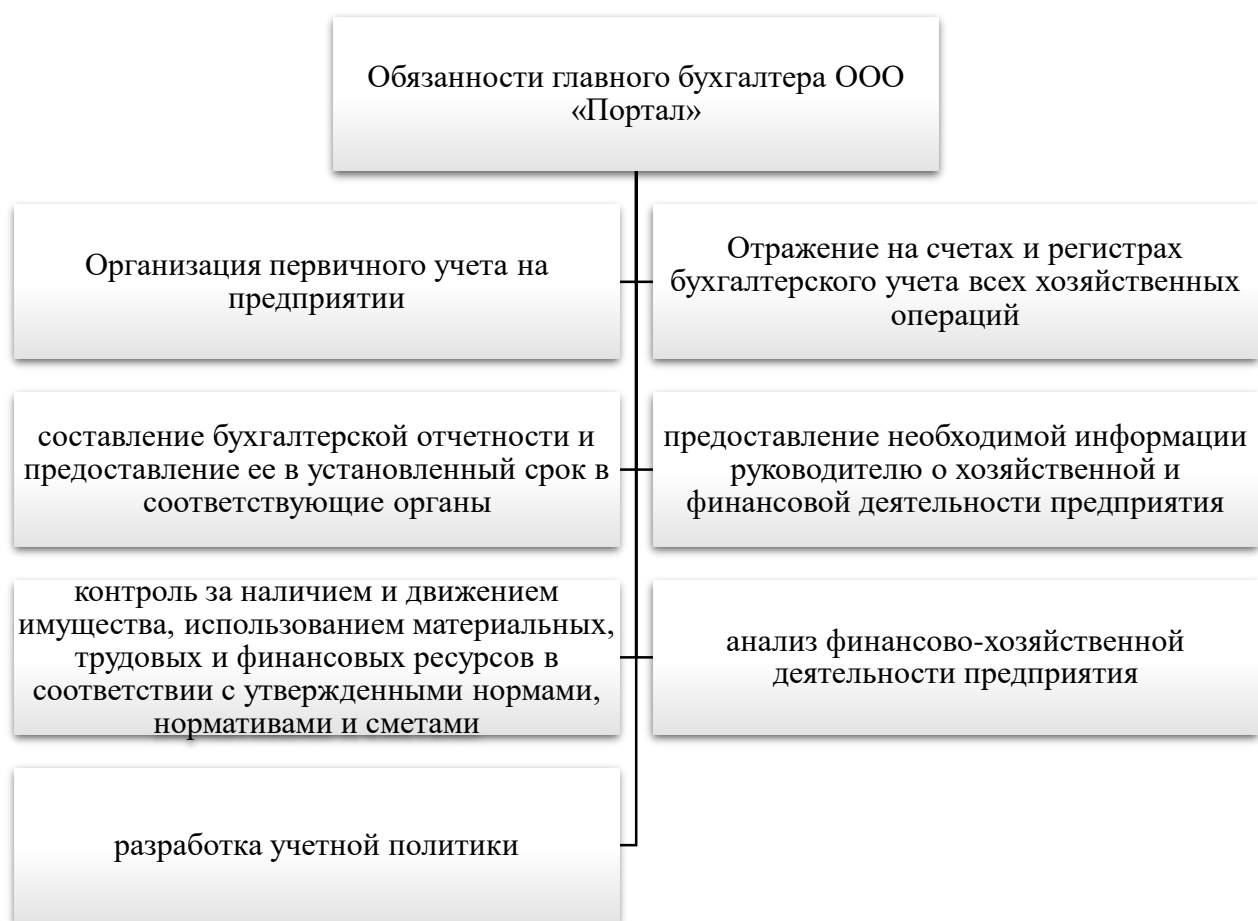 Обязанности главного бухгалтера ООО
«Портал»
Организация первичного учета на
предприятии
Отражение на счетах и регистрах
бухгалтерского учета всех хозяйственных
операций
составление бухгалтерской отчетности и
предоставление ее в установленный срок в
соответствующие органы
предоставление необходимой информации
руководителю о хозяйственной и
финансовой деятельности предприятия
контроль за наличием и движением
имущества, использованием материальных,
трудовых и финансовых ресурсов в
соответствии с утвержденными нормами,
нормативами и сметами
анализ финансово-хозяйственной
деятельности предприятия
разработка учетной политики